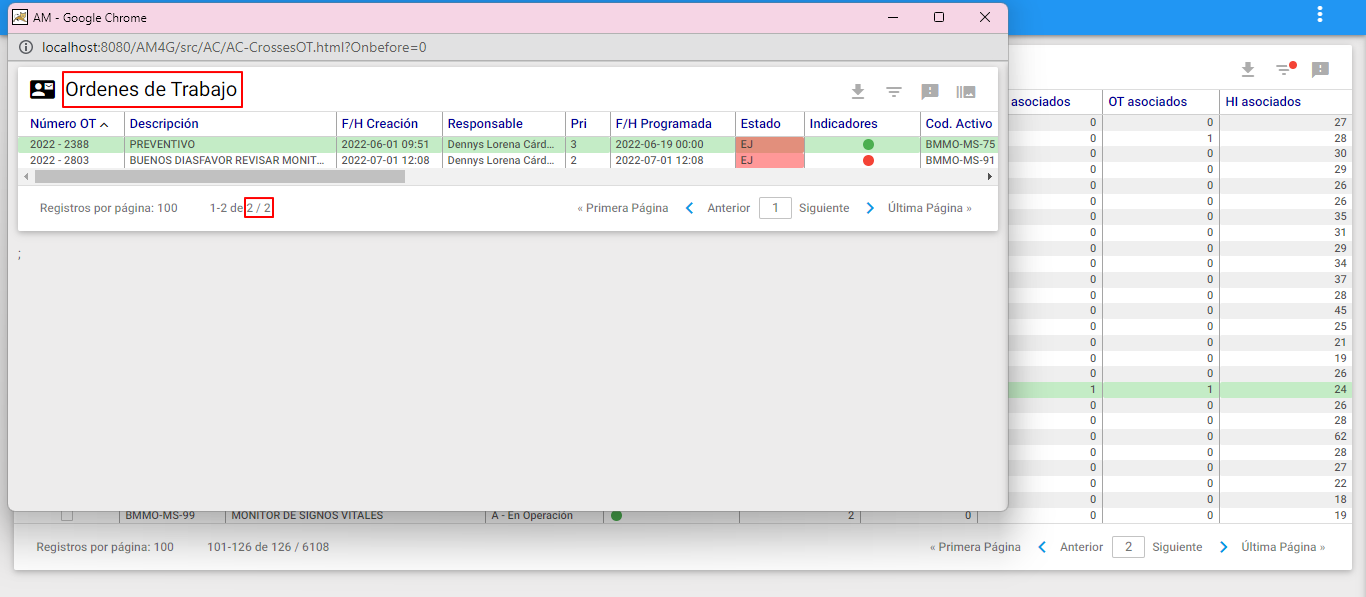 AM - Google Chrome
localhost:8080/AM4G/src/AC/AC-CrossesOT.html?Onbefore=0
Ordenes de Trabajo
Número OT Descripción F/H Creación Responsable Pri F/H Programada Estado Indicadores Cod. Activo
2022 - 2388 PREVENTIVO 2022-06-01 09:51 Dennys Lorena Cárd... 3 2022-06-19 00:00 EJ BMMO-MS-75
2022 - 2803 BUENOS DIASFAVOR REVISAR MONIT... 2022-07-01 12:08 Dennys Lorena Cárd... 2 2022-07-01 12:08 EJ BMMO-MS-91
Registros por página: 100 1-2 de 2 / 2 « Primera Página Anterior 1 Siguiente Última Página »
;
asociados OT asociados HI asociados
0 0 27
0 1 28
0 0 30
0 0 29
0 0 26
0 0 26
0 0 35
0 0 31
0 0 29
0 0 34
0 0 37
0 0 28
0 0 45
0 0 25
0 0 21
0 0 19
0 0 26
1 1 24
0 0 26
0 0 28
0 0 62
0 0 28
0 0 27
0 0 22
0 0 18
BMMO-MS-99 MONITOR DE SIGNOS VITALES A - En Operación 2 0 0 0 19
Registros por página: 100 101-126 de 126 / 6108 « Primera Página Anterior 2 Siguiente Última Página »